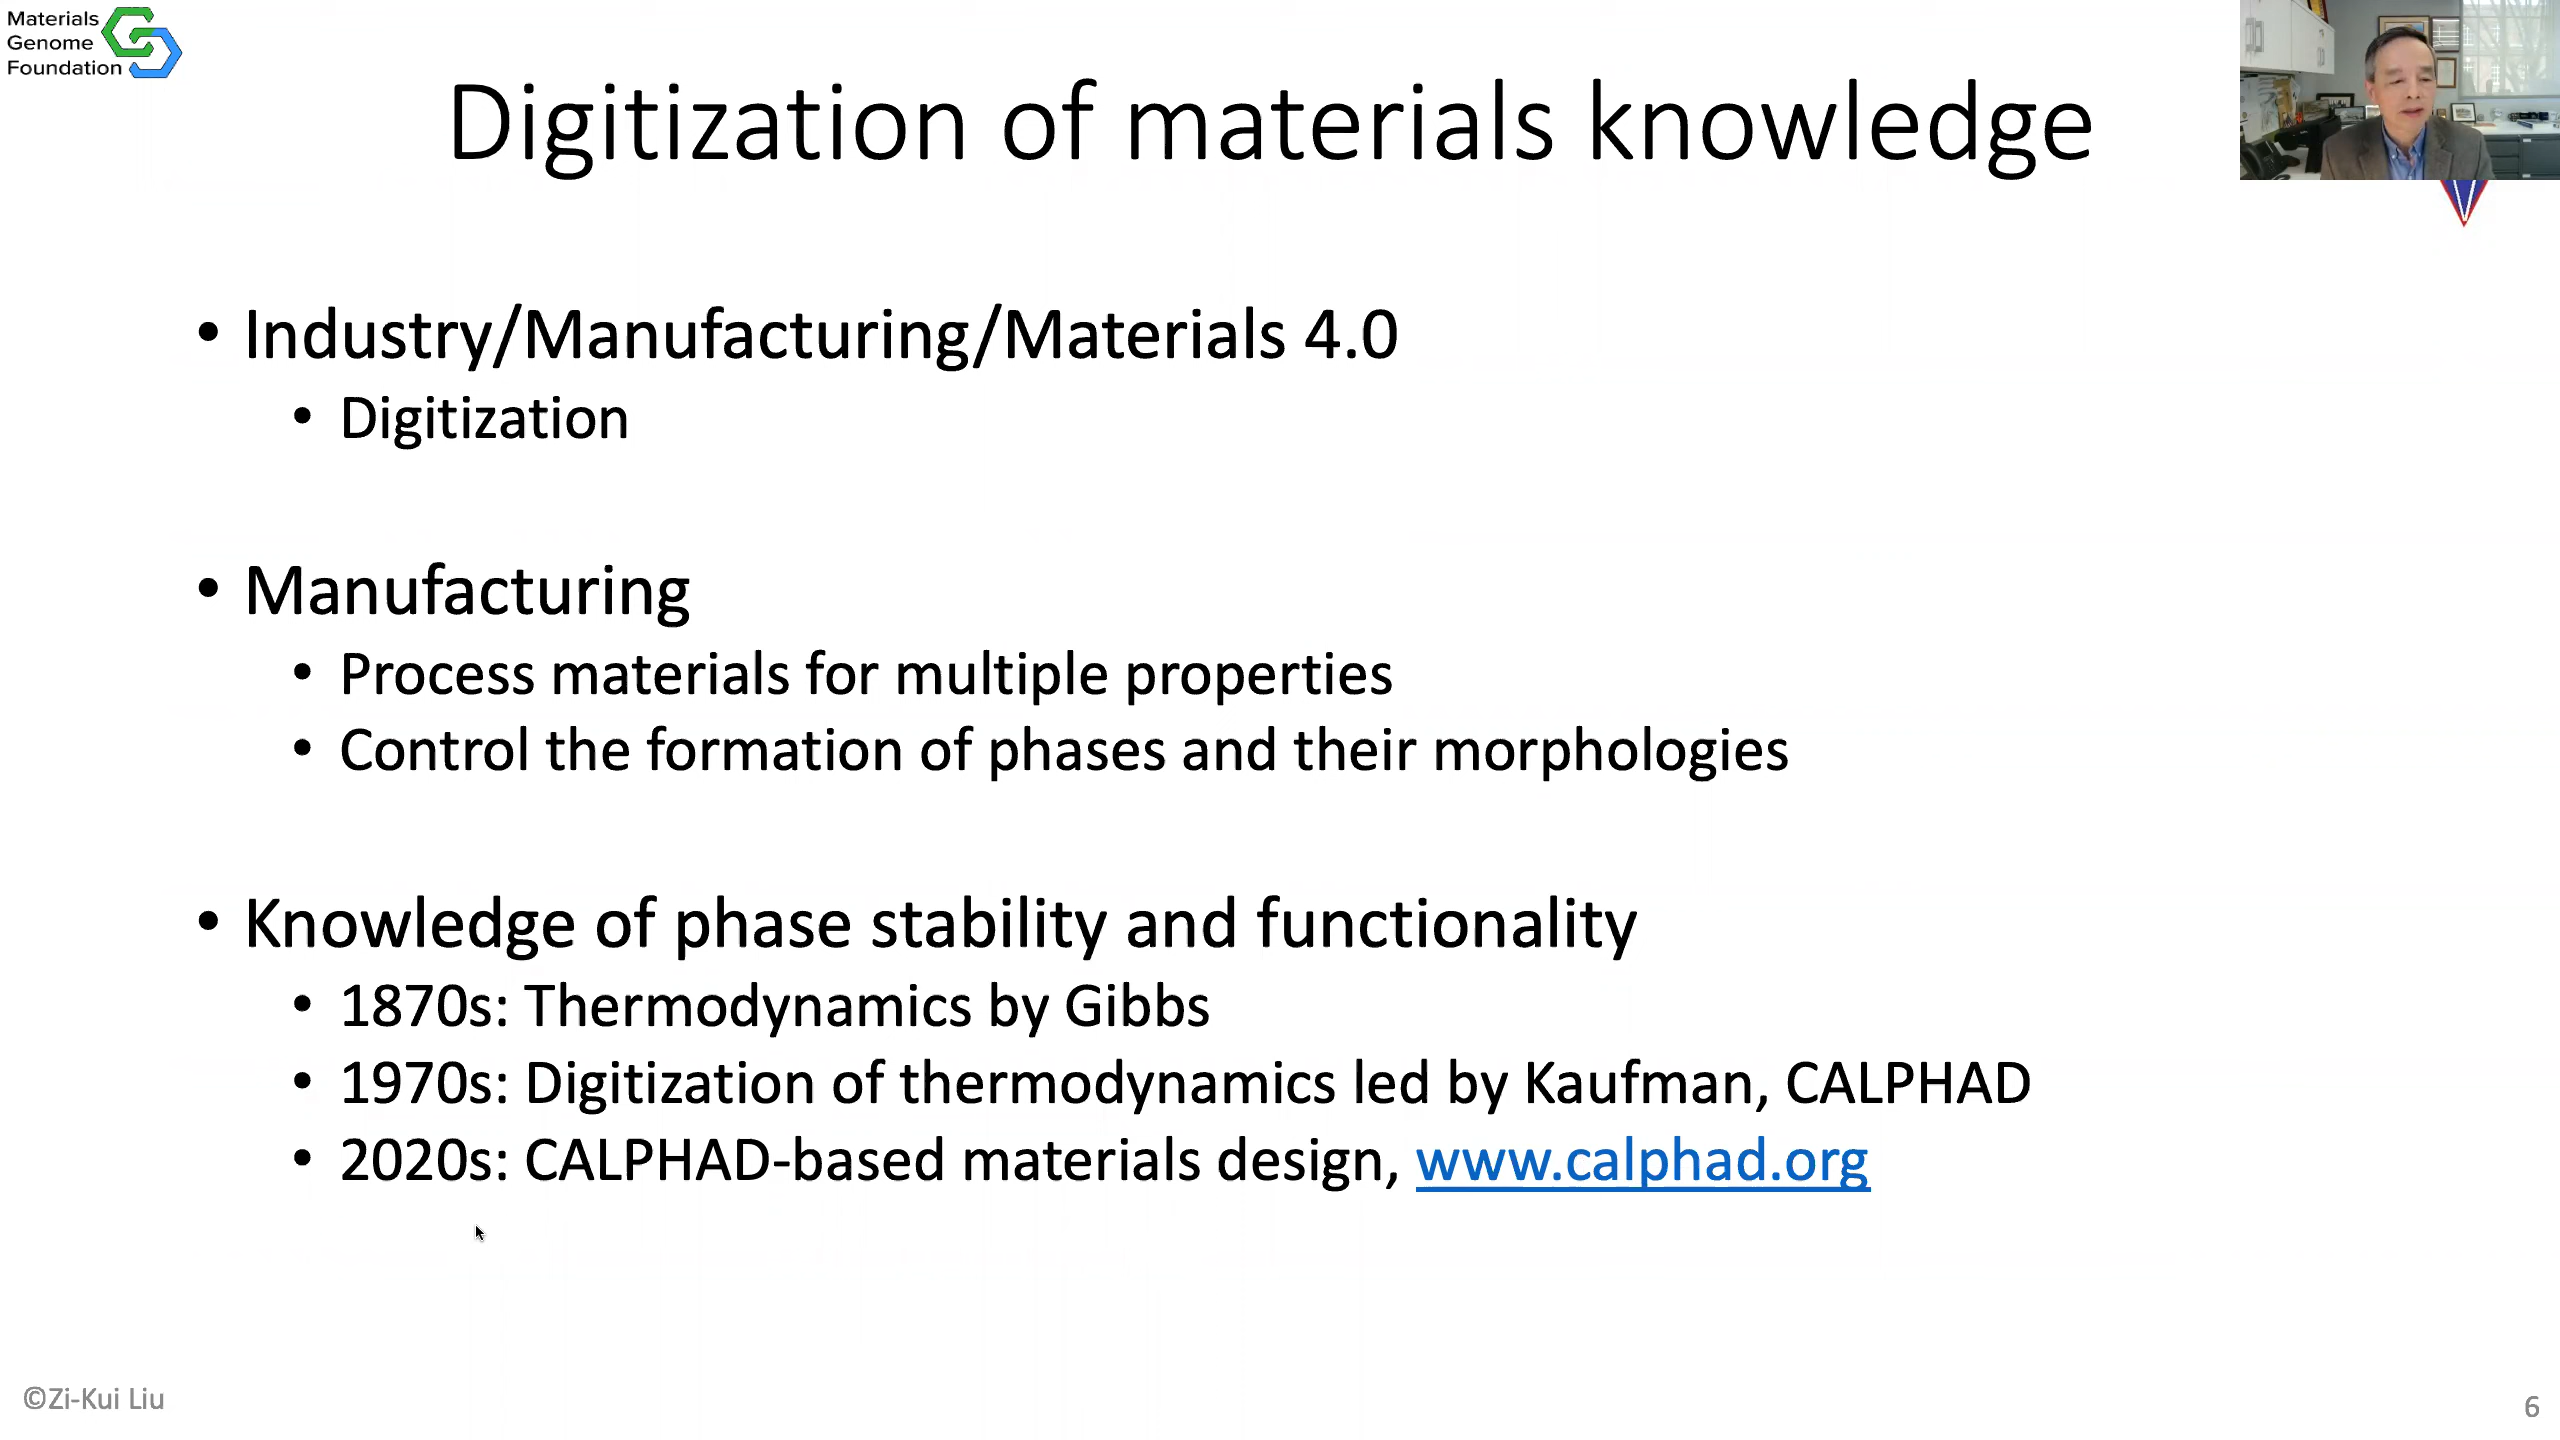 Materials
Genome
Foundation
Digitization of materials knowledge
• Industry/Manufacturing/Materials 4.0
• Digitization
• Manufacturing
• Process materials for multiple properties
• Control the formation of phases and their morphologies
• Knowledge of phase stability and functionality
• 1870s: Thermodynamics by Gibbs
• 1970s: Digitization of thermodynamics led by Kaufman, CALPHAD
• 2020s: CALPHAD-based materials design, www.calphad.org
©Zi-Kui Liu
6